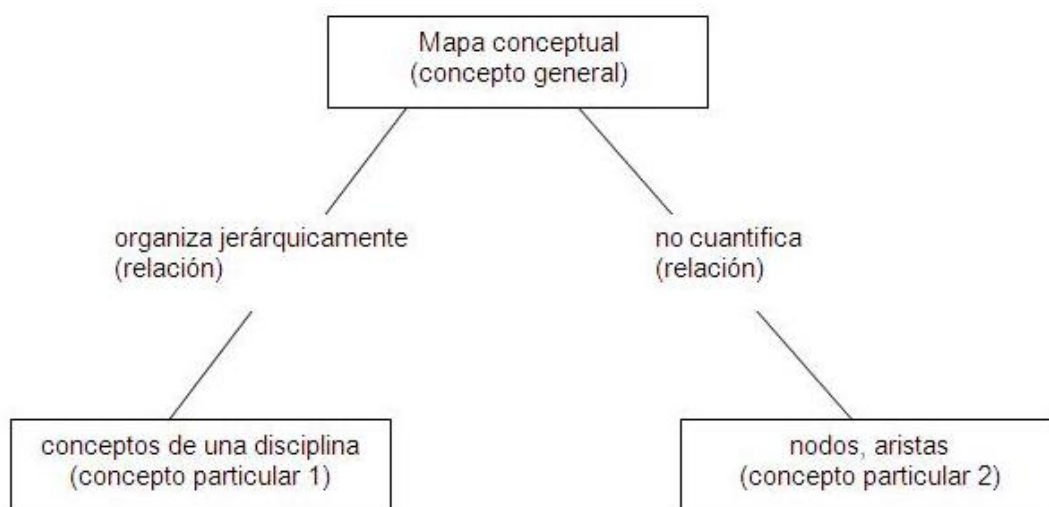 Mapa conceptual
(concepto general)
organiza jerárquicamente
(relación)
no cuantifica
(relación)
conceptos de una disciplina
(concepto particular 1)
nodos, aristas
(concepto particular 2)